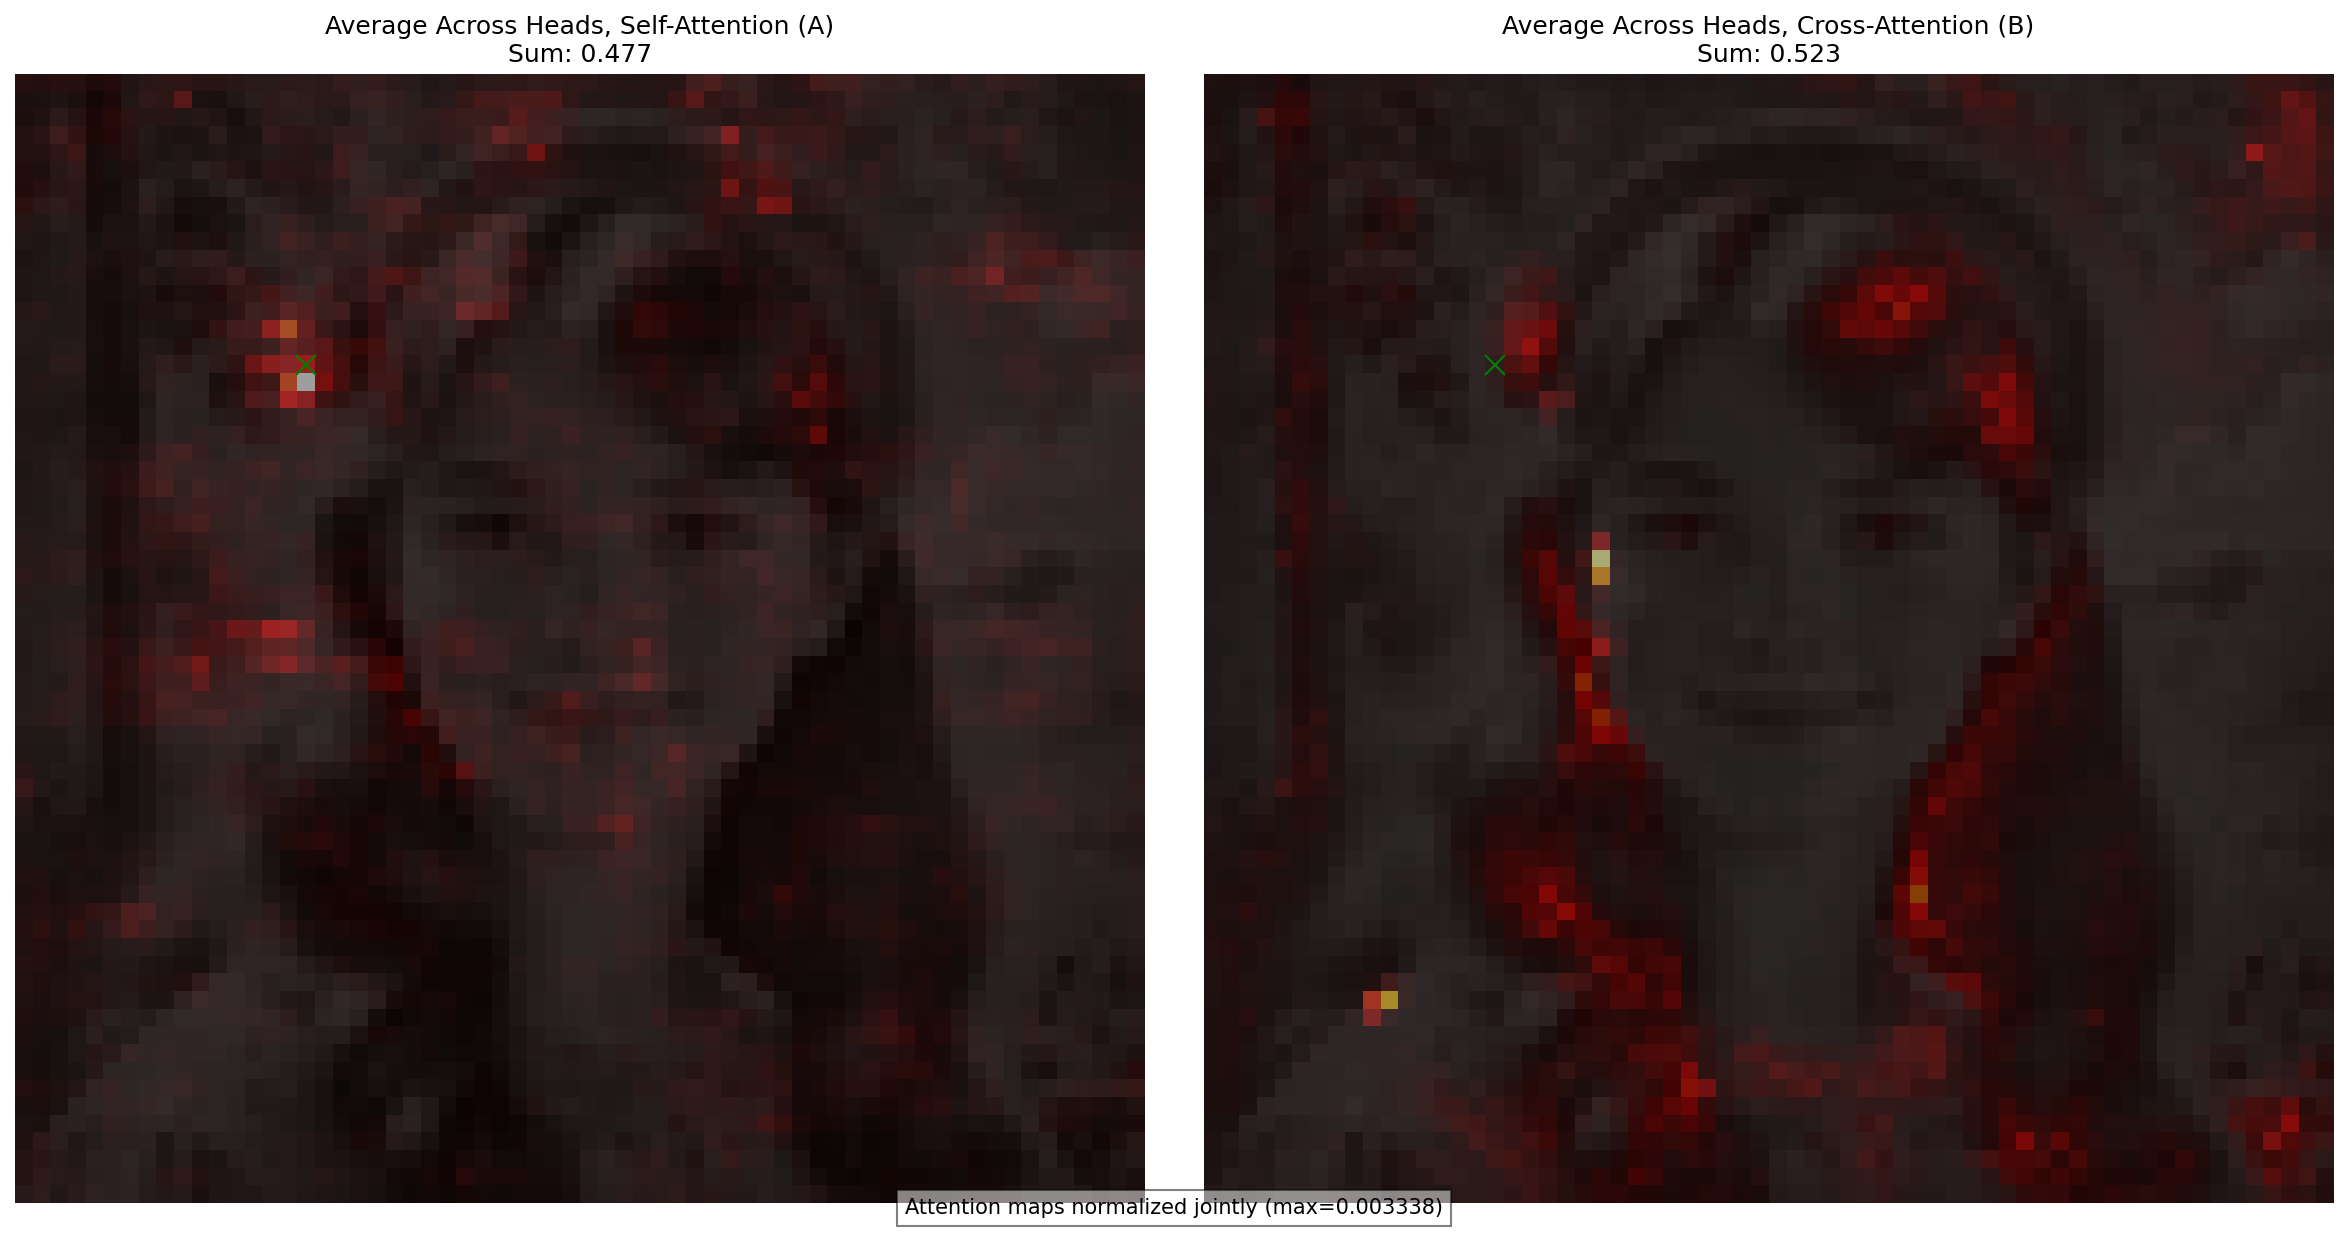 Average Across Heads, Self-Attention (A)
Sum: 0.477
Average Across Heads, Cross-Attention (B)
Sum: 0.523
Attention maps normalized jointly (max=0.003338)